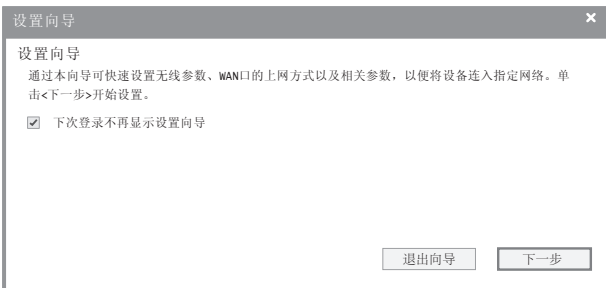 设置向导
设置向导
通过本向导可快速设置无线参数、WAN口的上网方式以及相关参数，以便将设备连入指定网络。单
击<下一步>开始设置。
下次登录不再显示设置向导
退出向导 下一步